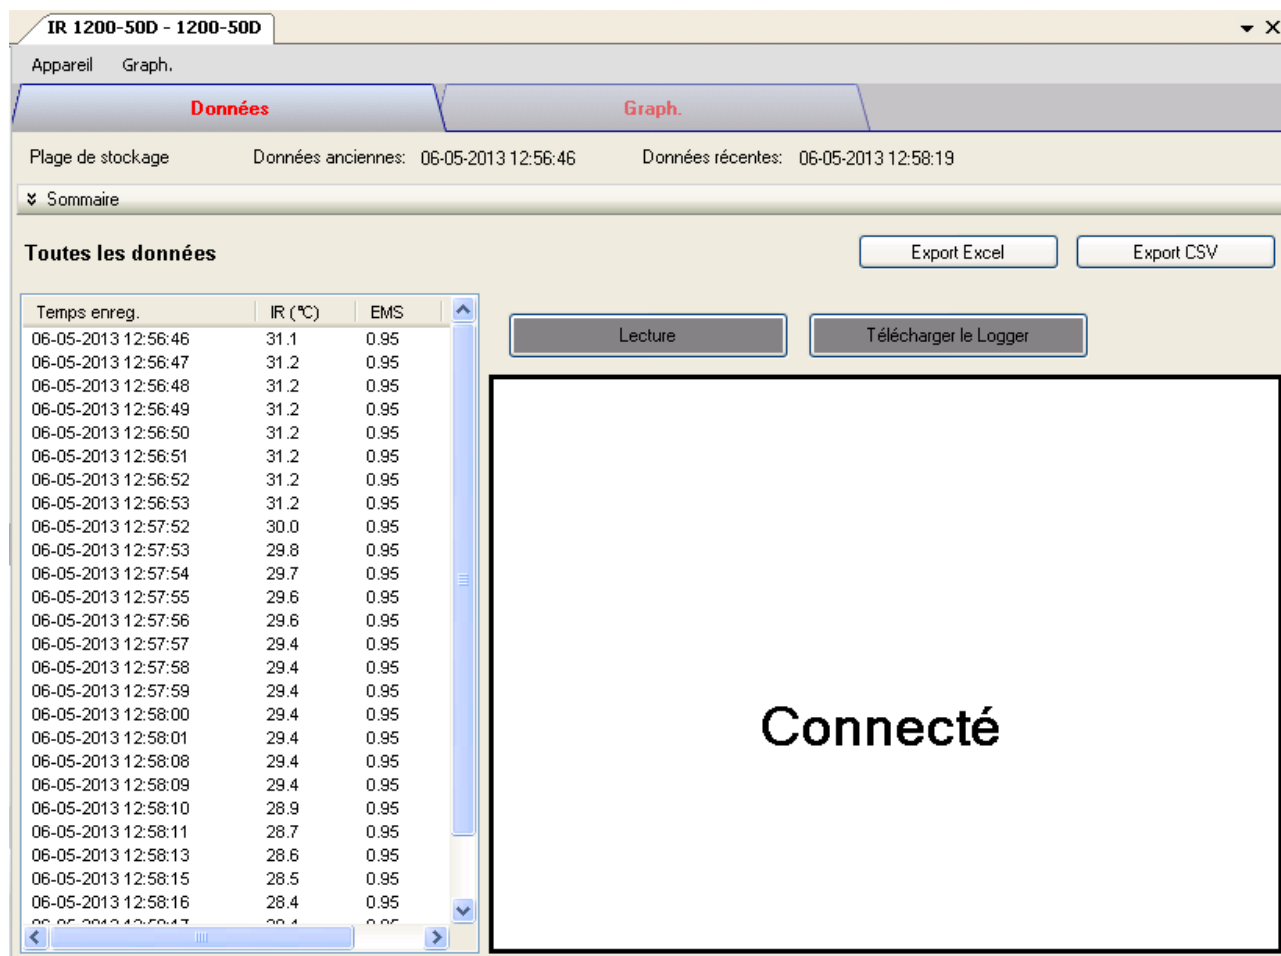 IR 1200-50D - 1200-50D
Appareil Graph.
Données Graph.
Plage de stockage Données anciennes: 06-05-2013 12:56:46 Données récentes: 06-05-2013 12:58:19
Sommaire
Toutes les données Export Excel Export CSV
Lecture Télécharger le Logger
Temps enreg. IR (°C) EMS
06-05-2013 12:56:46 31.1 0.95
06-05-2013 12:56:47 31.2 0.95
06-05-2013 12:56:48 31.2 0.95
06-05-2013 12:56:49 31.2 0.95
06-05-2013 12:56:50 31.2 0.95
06-05-2013 12:56:51 31.2 0.95
06-05-2013 12:56:52 31.2 0.95
06-05-2013 12:56:53 31.2 0.95
06-05-2013 12:57:52 30.0 0.95
06-05-2013 12:57:53 29.8 0.95
06-05-2013 12:57:54 29.7 0.95
06-05-2013 12:57:55 29.6 0.95
06-05-2013 12:57:56 29.6 0.95
06-05-2013 12:57:57 29.4 0.95
06-05-2013 12:57:58 29.4 0.95
06-05-2013 12:57:59 29.4 0.95
06-05-2013 12:58:00 29.4 0.95
06-05-2013 12:58:01 29.4 0.95
06-05-2013 12:58:08 29.4 0.95
06-05-2013 12:58:09 29.4 0.95
06-05-2013 12:58:10 28.9 0.95
06-05-2013 12:58:11 28.7 0.95
06-05-2013 12:58:13 28.6 0.95
06-05-2013 12:58:15 28.5 0.95
06-05-2013 12:58:16 28.4 0.95
Connecté